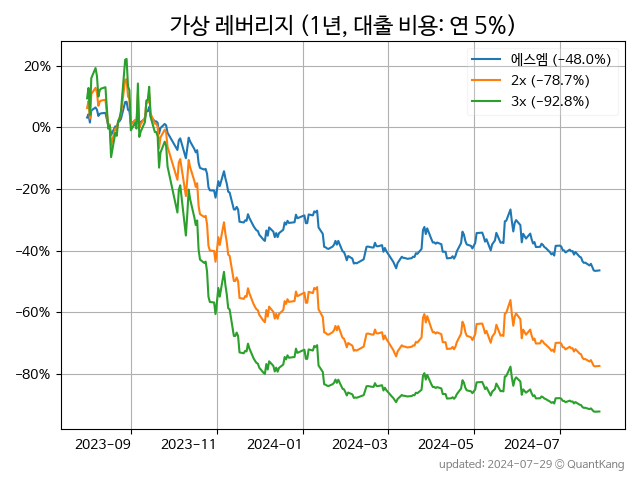 가상 레버리지 (1년, 대출 비용: 연 5%)
에스엠 (−48.0%)
2x (−78.7%)
3x (−92.8%)
20%
0%
−20%
−40%
−60%
−80%
2023-09 2023-11 2024-01 2024-03 2024-05 2024-07
updated: 2024-07-29 © QuantKang